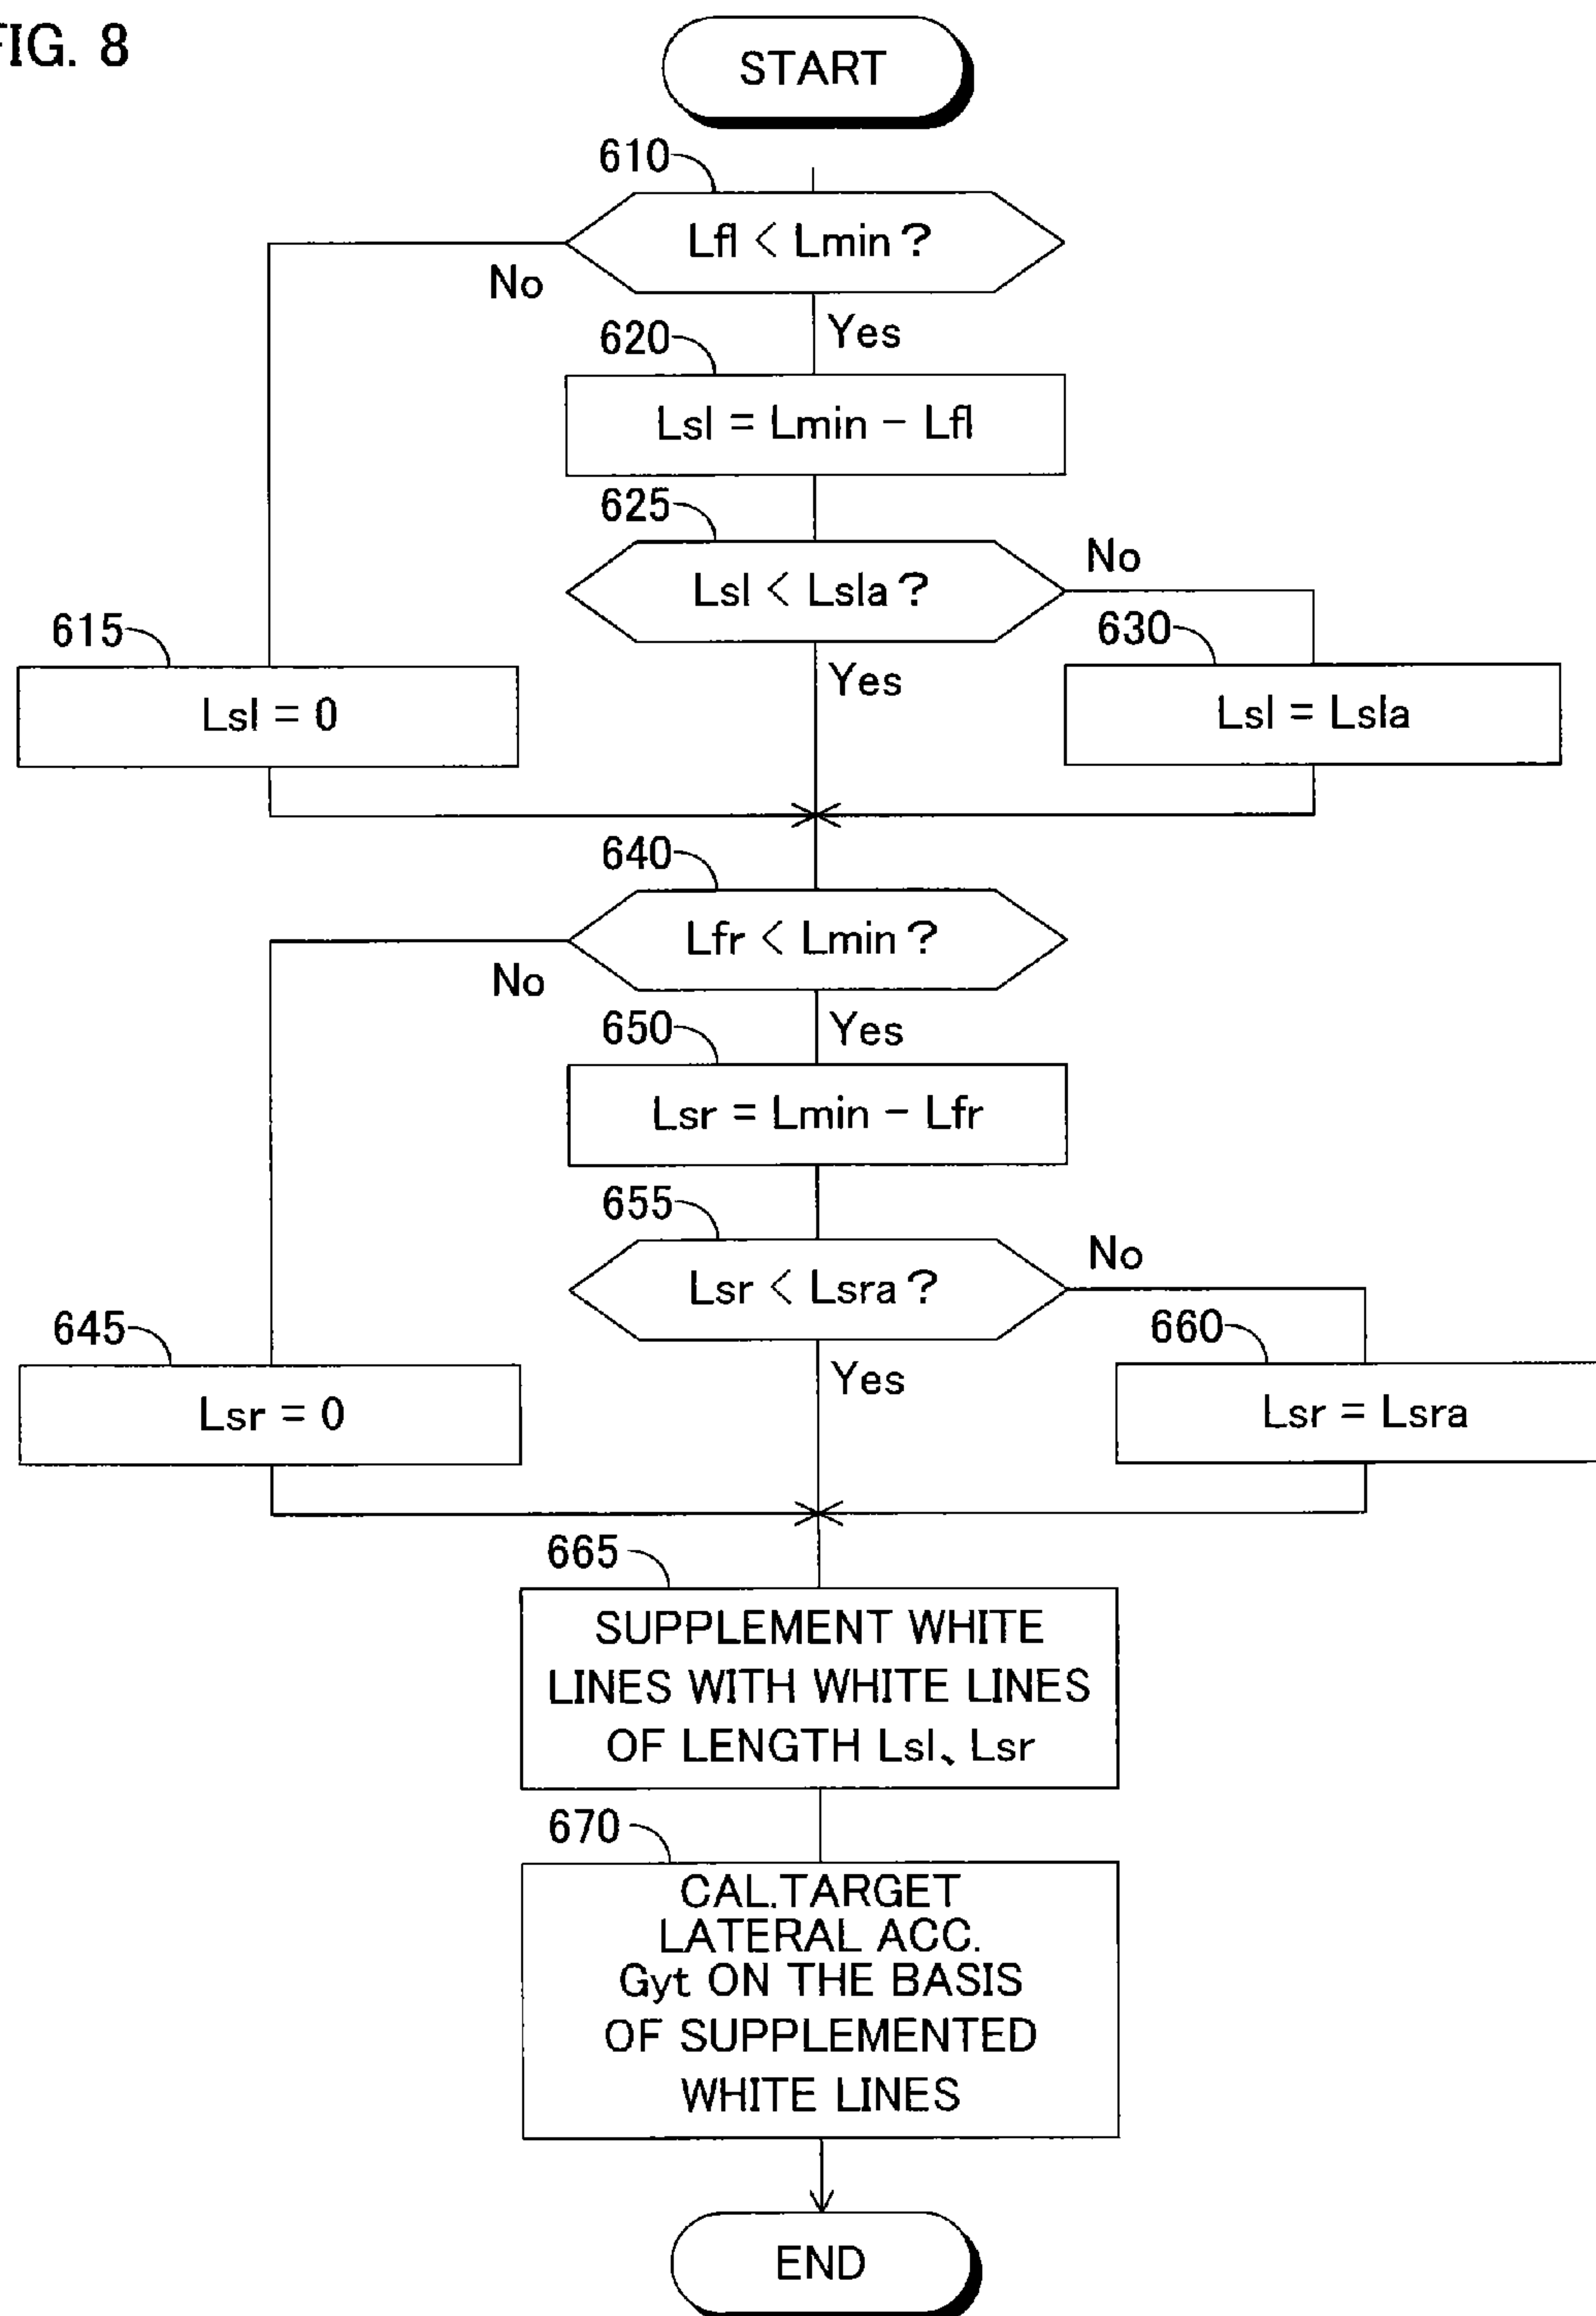 FIG. 8
START
610
Lfl < Lmin ?
No
Yes
620
Lsl = Lmin - Lfl
625
Lsl < Lsla ?
No
Yes
615
Lsl = 0
630
Lsl = Lsla
640
Lfr < Lmin ?
No
Yes
650
Lsr = Lmin - Lfr
655
Lsr < Lsra ?
No
Yes
645
Lsr = 0
660
Lsr = Lsra
665
SUPPLEMENT WHITE
LINES WITH WHITE LINES
OF LENGTH Lsl、Lsr
670
CAL.TARGET
LATERAL ACC.
Gyt ON THE BASIS
OF SUPPLEMENTED
WHITE LINES
END